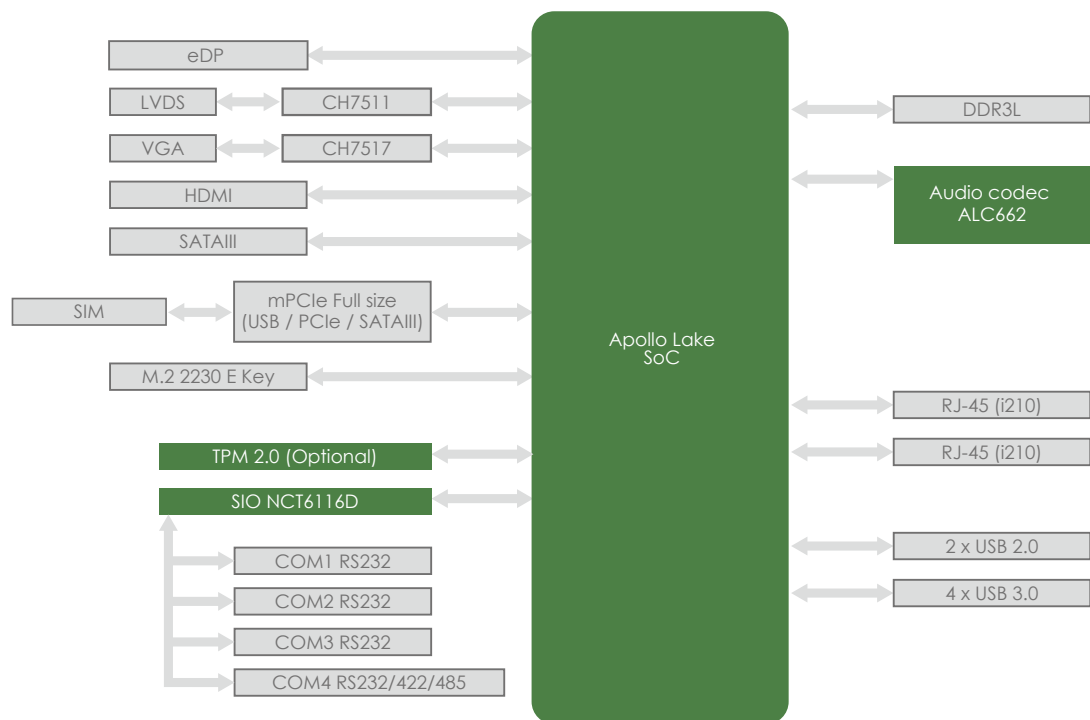 eDP
LVDS
CH7511
VGA
CH7517
HDMI
SATAIII
SIM
mPCIe Full size
(USB / PCIe / SATAIII)
M.2 2230 E Key
TPM 2.0 (Optional)
SIO NCT6116D
COM1 RS232
COM2 RS232
COM3 RS232
COM4 RS232/422/485
Apollo Lake
SoC
DDR3L
Audio codec
ALC662
RJ-45 (i210)
RJ-45 (i210)
2 x USB 2.0
4 x USB 3.0